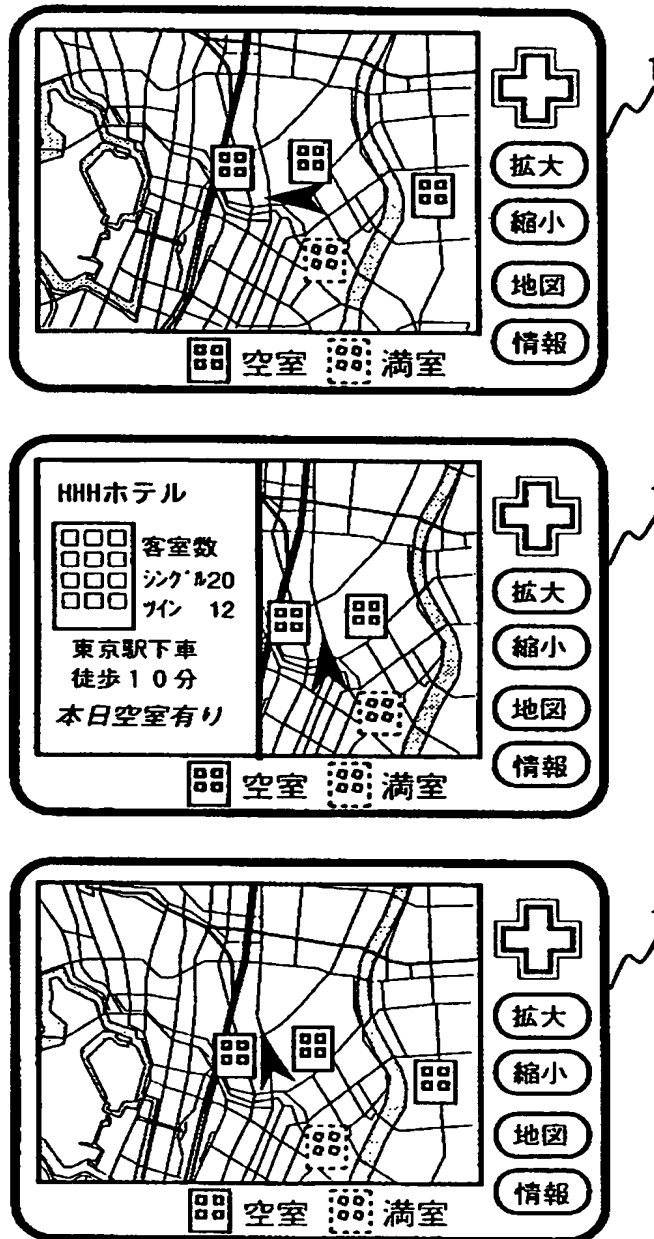 拡大
縮小
地図
情報
空室 満室
HHHホテル
客室数
シングル20
ツイン 12
東京駅下車
徒歩10分
本日空室有り
拡大
縮小
地図
情報
空室 満室
拡大
縮小
地図
情報
空室 満室